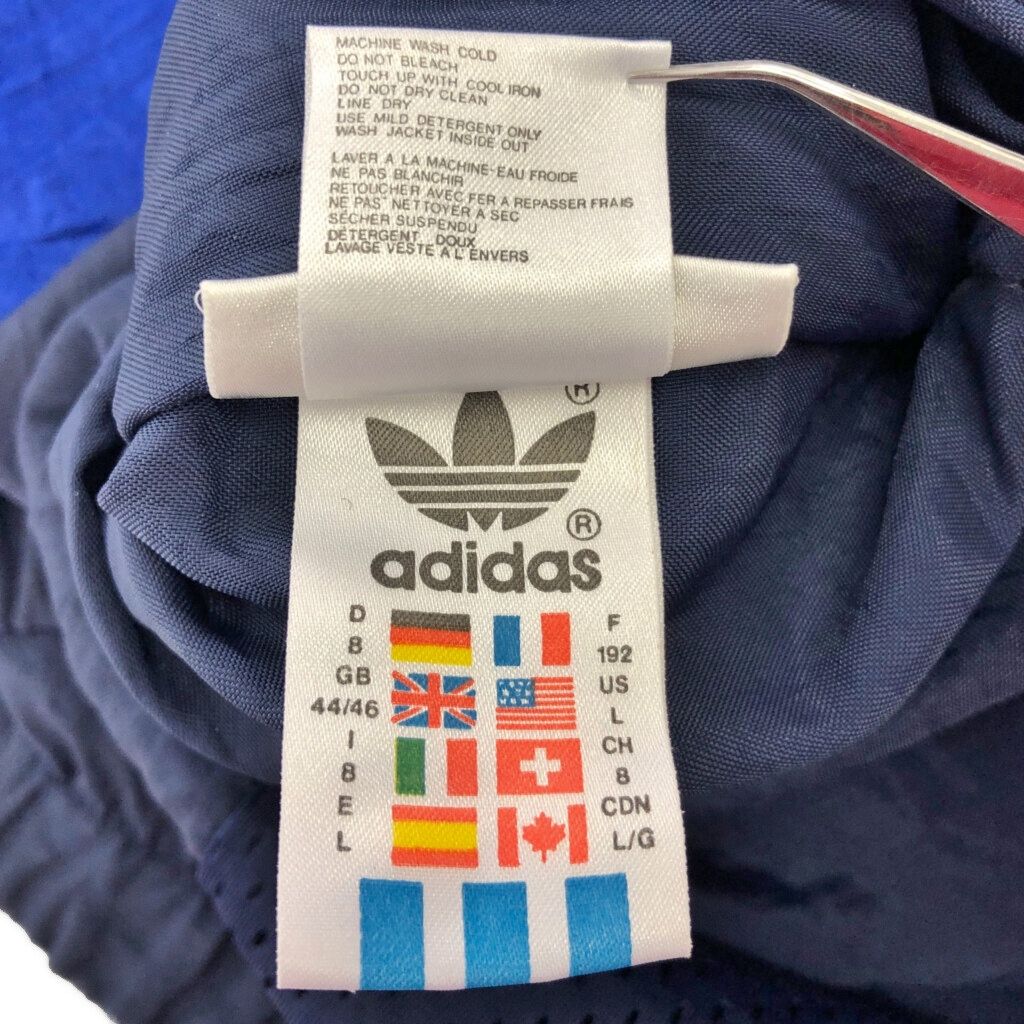 MACHINE WASH COLD
DO NOT BLEACH
TOUCH UP WITH COOL IRON
DO NOT DRY CLEAN
LINE DRY
USE MILD DETERGENT ONLY
WASH JACKET INSIDE OUT
LAVER A LA MACHINE-EAU FROIDE
NE PAS BLANCHIR
RETOUCHER AVEC FER A REPASSER FRAIS
NE PAS NETTOYER A SEC
SÉCHER SUSPENDU
DÉTERGENT DOUX
LAVAGE VESTE A L'ENVERS
®
®
adidas
D
8
GB
44/46
I
8
E
L
F
192
US
L
CH
8
CDN
L/G